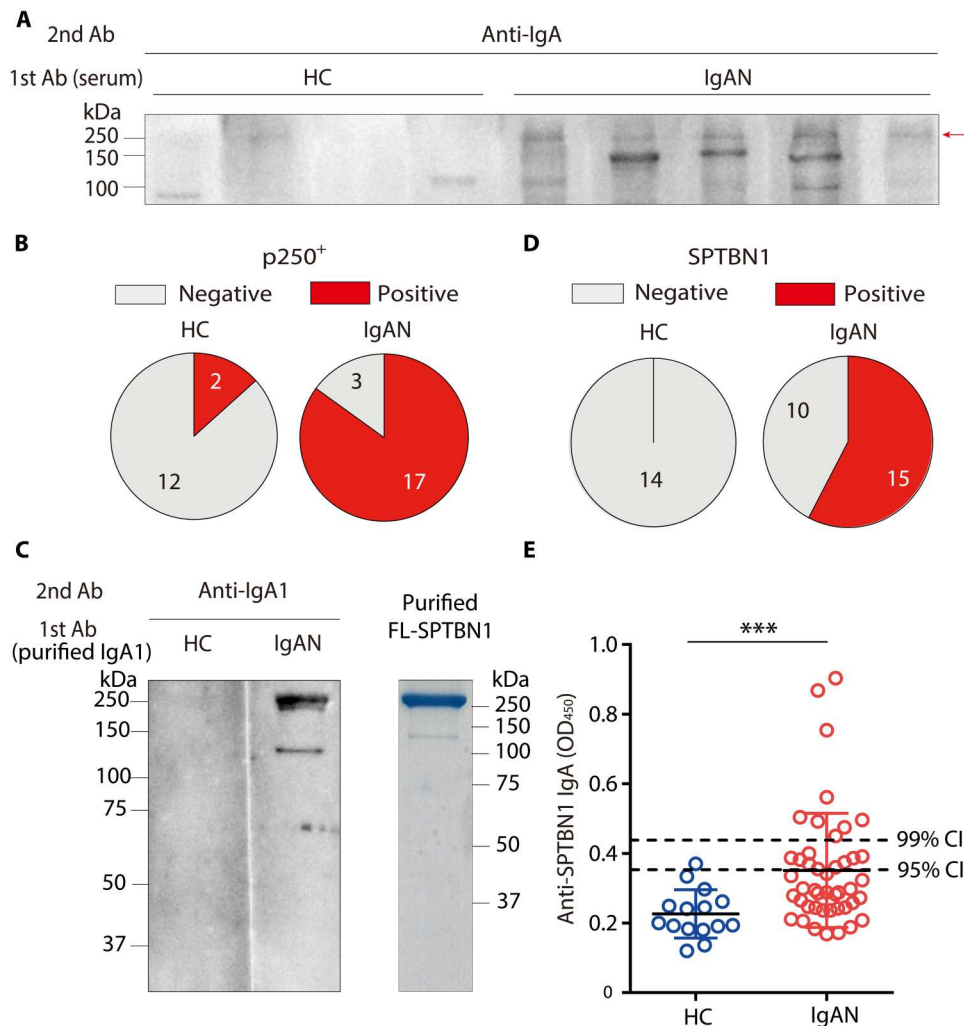 A
2nd Ab Anti-IgA
1st Ab (serum) HC IgAN
kDa
250
150
100
B
p250+
Negative Positive
HC IgAN
2
3
12
17
D
SPTBN1
Negative Positive
HC IgAN
10
14
15
C
2nd Ab Anti-IgA1
1st Ab
(purified IgA1) HC IgAN
kDa
250
150
100
75
50
37
Purified
FL-SPTBN1
kDa
250
150
100
75
50
37
E
***
Anti-SPTBN1 IgA (OD450)
1.0
0.8
0.6
0.4
0.2
0
99% CI
95% CI
HC IgAN